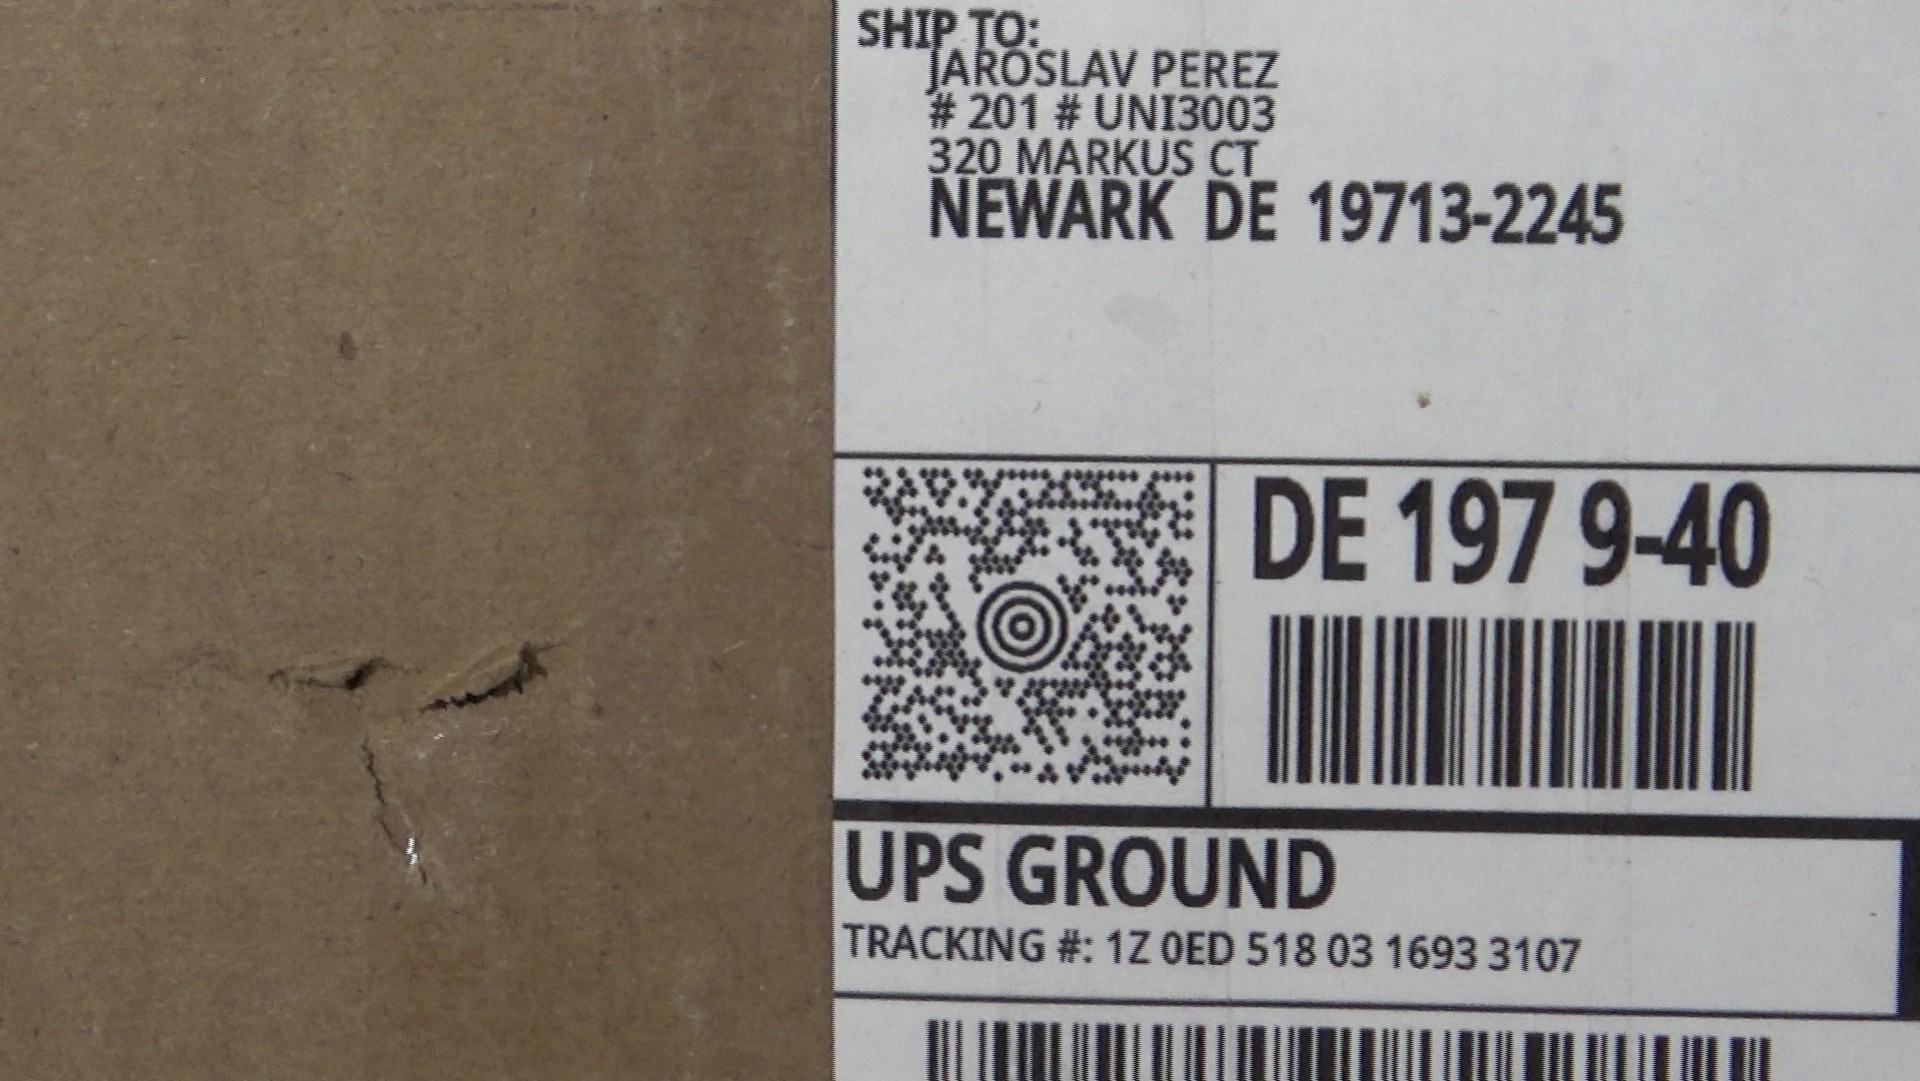 SHIP TO:
JAROSLAV PEREZ
# 201 # UNI3003
320 MARKUS CT
NEWARK DE 19713-2245
DE 197 9-40
UPS GROUND
TRACKING #: 1Z 0ED 518 03 1693 3107